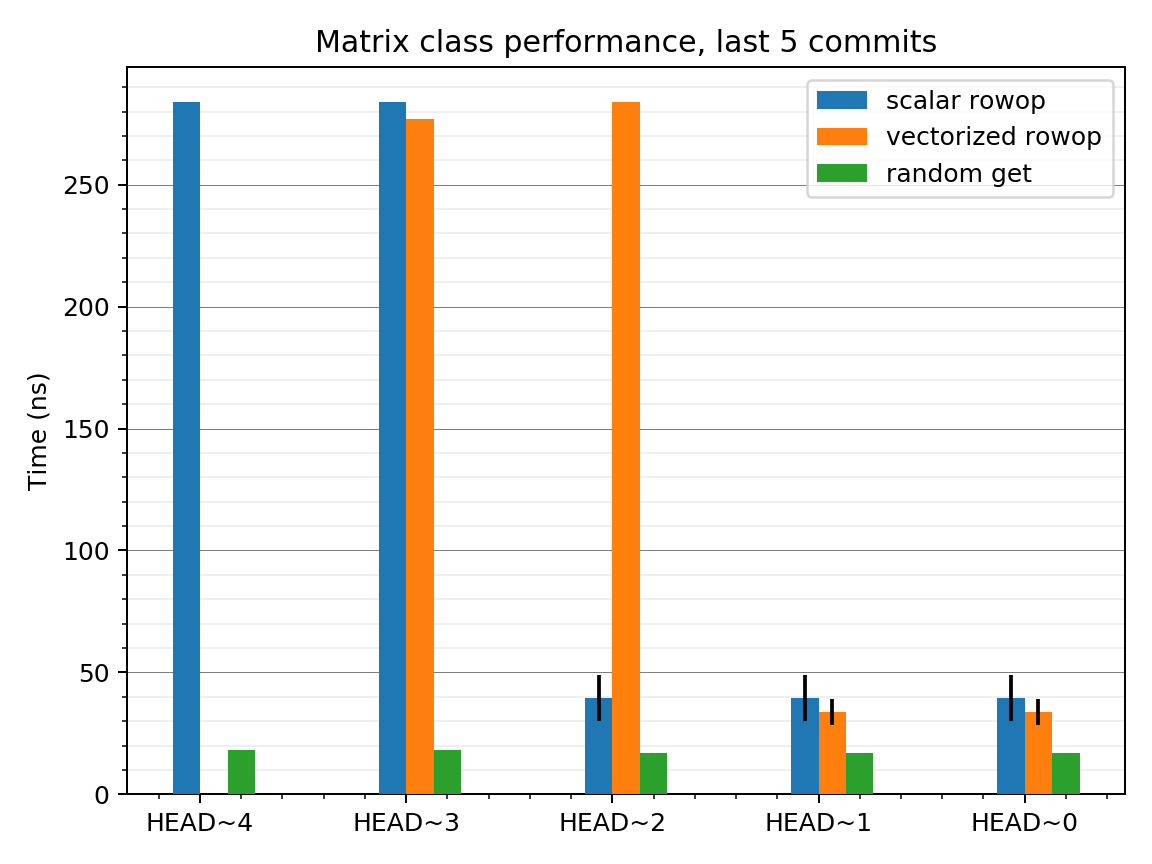 Matrix class performance, last 5 commits
scalar rowop
vectorized rowop
random get
Time (ns)
250
200
150
100
50
0
HEAD~4 HEAD~3 HEAD~2 HEAD~1 HEAD~0